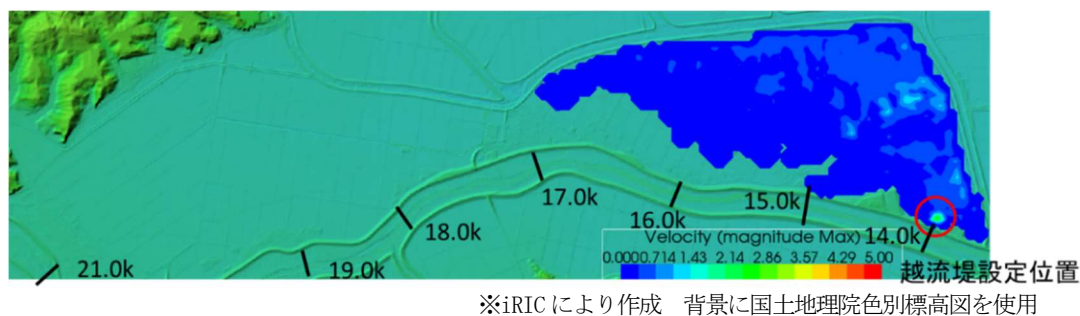 17.0k
15.0k
16.0k
18.0k
Velocity (magnitude Max)
14.0k
0.0000 0.714 1.43 2.14 2.86 3.57 4.29 5.00
21.0k
19.0k
越流堤設定位置
※iRICにより作成 背景に国土地理院色別標高図を使用